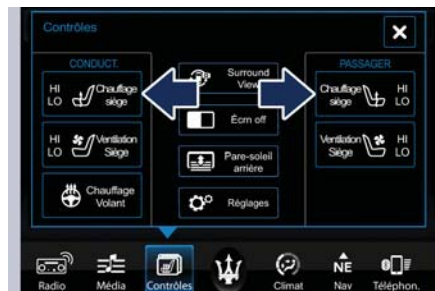 Contrôles
CONDUCT.
HI
LO
Chauffage
siège
HI
LO
Ventilation
Siège
Chauffage
Volant
Surround
View
Écrn off
Pare-soleil
arrière
Réglages
PASSAGER
Chauffage
siège
HI
LO
Ventilation
Siège
HI
LO
Radio
Média
Contrôles
Climat
NE
Nav
Téléphon.